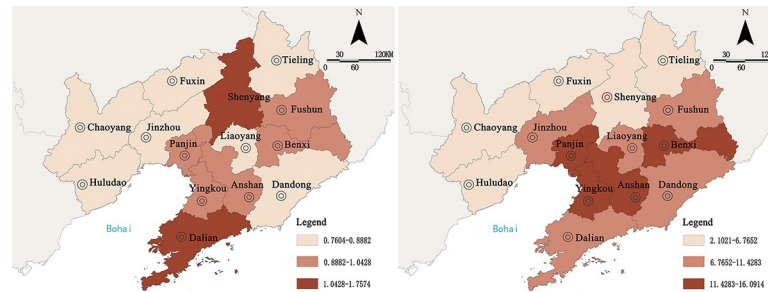 N
30 120KM
0 60
Tieling
Fuxin
Shenyang
Fushun
Chaoyang
Jinzhou
Liaoyang
Panjin
Benxi
Huludao
Yingkou
Anshan
Dandong
Bohai
Dalian
Legend
0.7604-0.8882
0.8882-1.0428
1.0428-1.7574
N
30 12
0 60
Tieling
Fuxin
Shenyang
Fushun
Chaoyang
Jinzhou
Liaoyang
Panjin
Benxi
Huludao
Yingkou
Anshan
Dandong
Bohai
Dalian
Legend
2.1021-6.7652
6.7652-11.4283
11.4283-16.0914